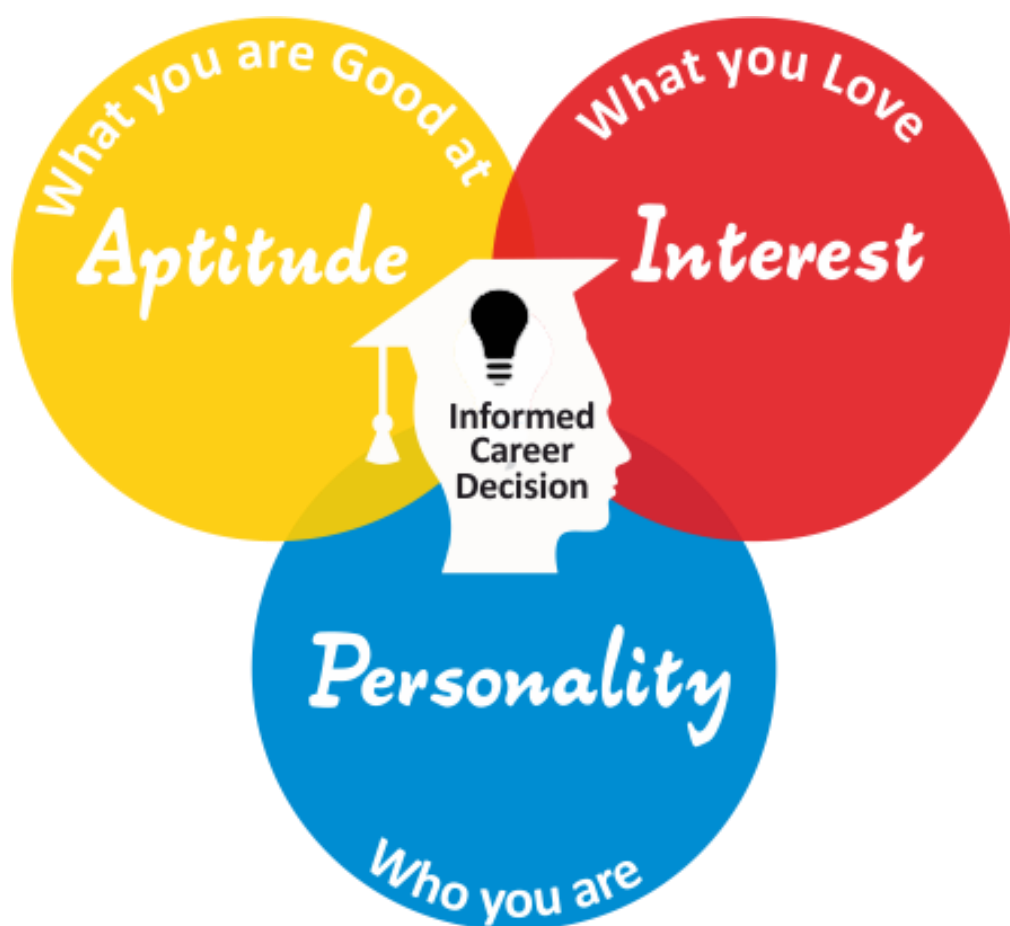 What you are Good at
Aptitude
What you Love
Interest
Informed
Career
Decision
Personality
Who you are